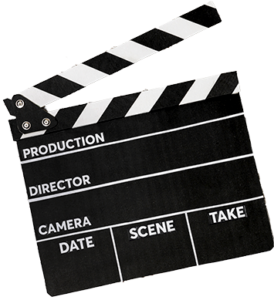 PRODUCTION
DIRECTOR
CAMERA
DATE SCENE TAKE